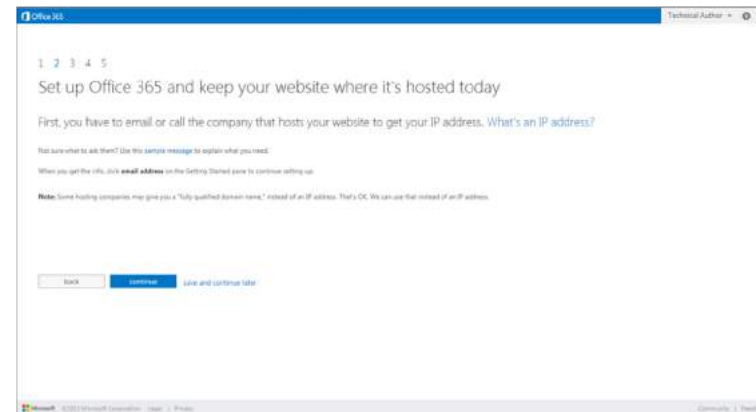 Office 365
Technical Author
1 2 3 4 5
Set up Office 365 and keep your website where it's hosted today
First, you have to email or call the company that hosts your website to get your IP address. What's an IP address?
Not sure what to ask them? Use this sample message to explain what you need.
When you get the info, click email address on the Getting Started pane to continue setting up.
Note: Some hosting companies may give you a "fully qualified domain name," instead of an IP address. That's OK. We can use that instead of an IP address.
back continue save and continue later
Microsoft ©2013 Microsoft Corporation Legal | Privacy Community |